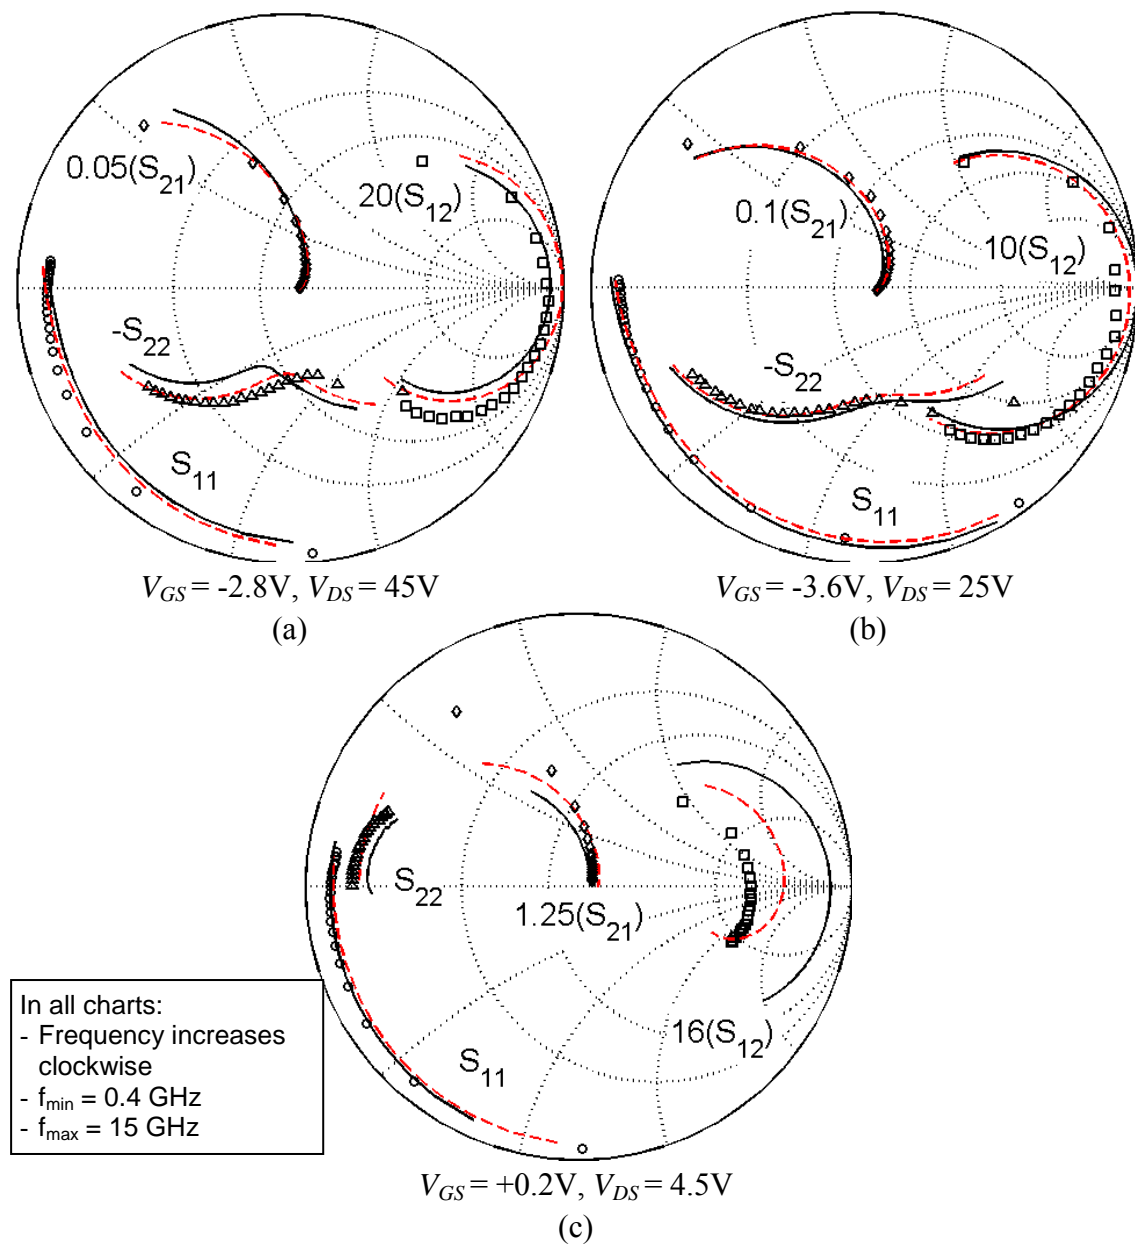 0.05(S21)
20(S12)
-S22
S11
VGS = -2.8V, VDS = 45V
(a)
0.1(S21)
10(S12)
-S22
S11
VGS = -3.6V, VDS = 25V
(b)
S22
1.25(S21)
16(S12)
S11
In all charts:
- Frequency increases
clockwise
- fmin = 0.4 GHz
- fmax = 15 GHz
VGS = +0.2V, VDS = 4.5V
(c)